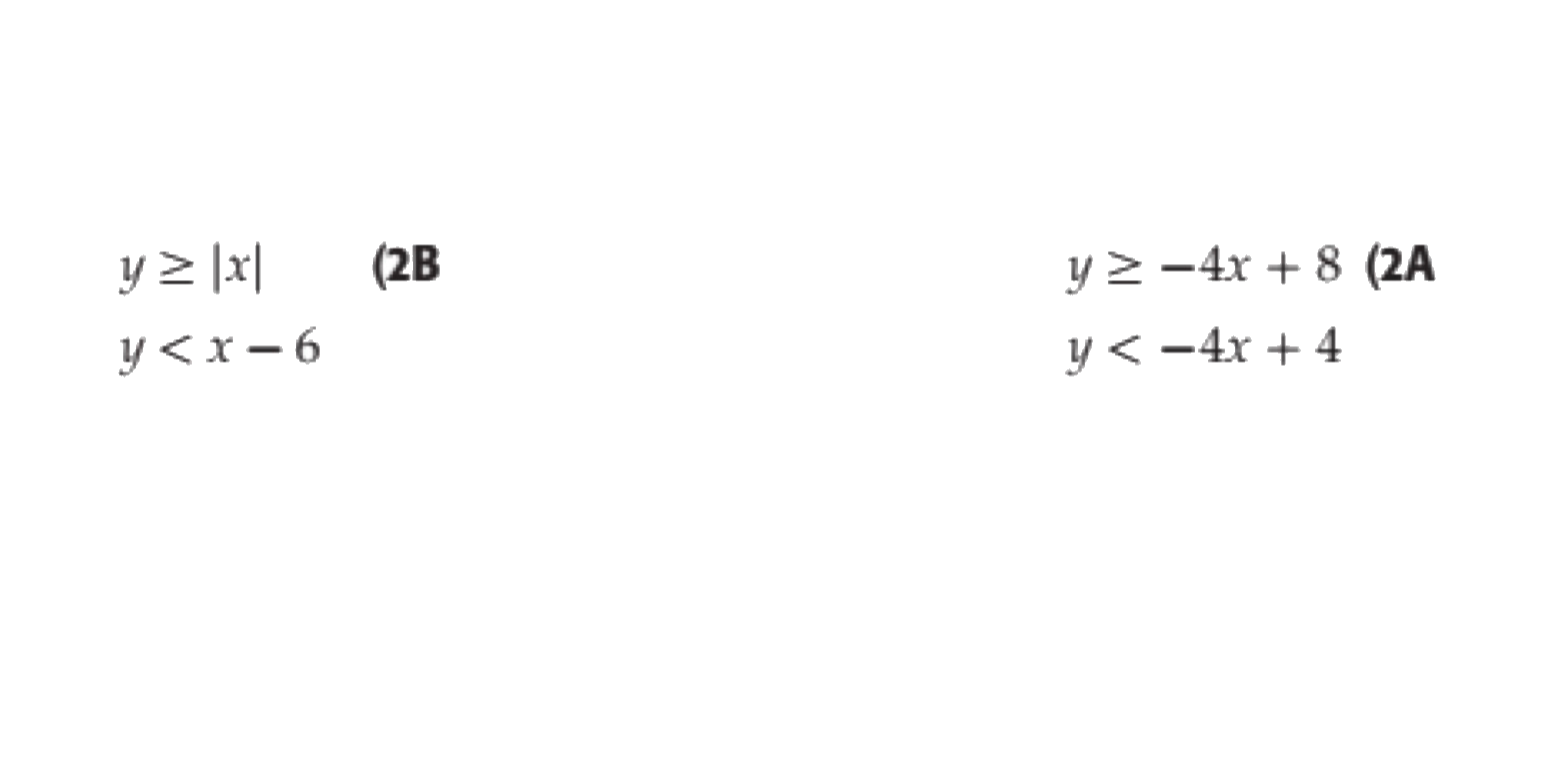 y ≥ |x| (2B
y < x − 6
y ≥ −4x + 8 (2A
y < −4x + 4